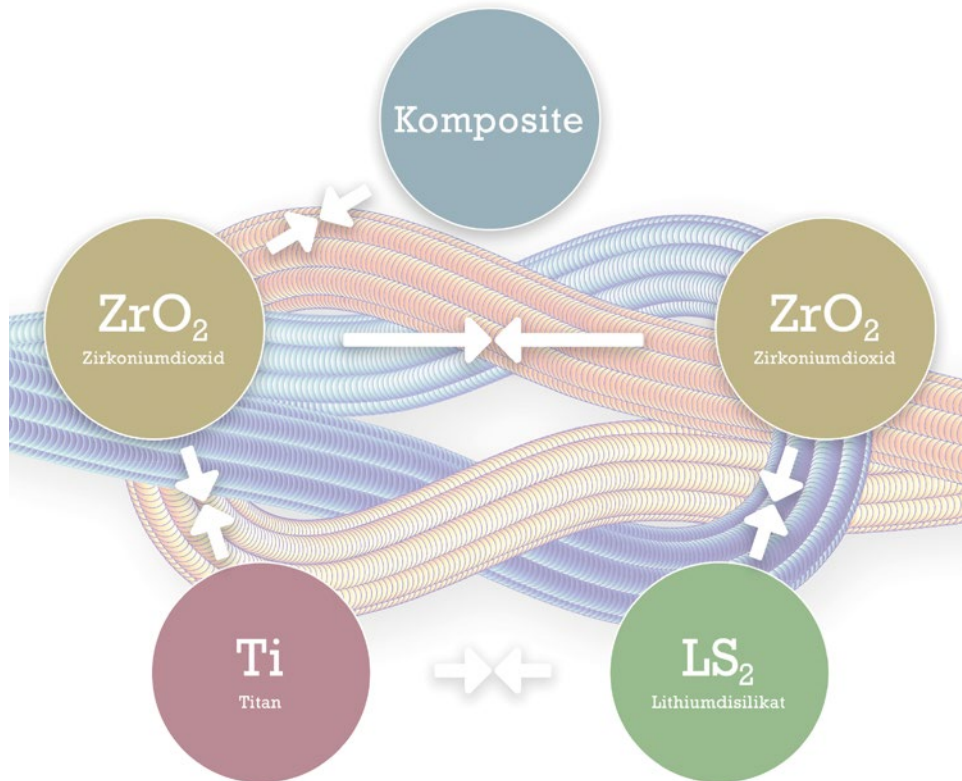 Komposite
ZrO₂
Zirkoniumdioxid
ZrO₂
Zirkoniumdioxid
Ti
Titan
LS₂
Lithiumdisilikat